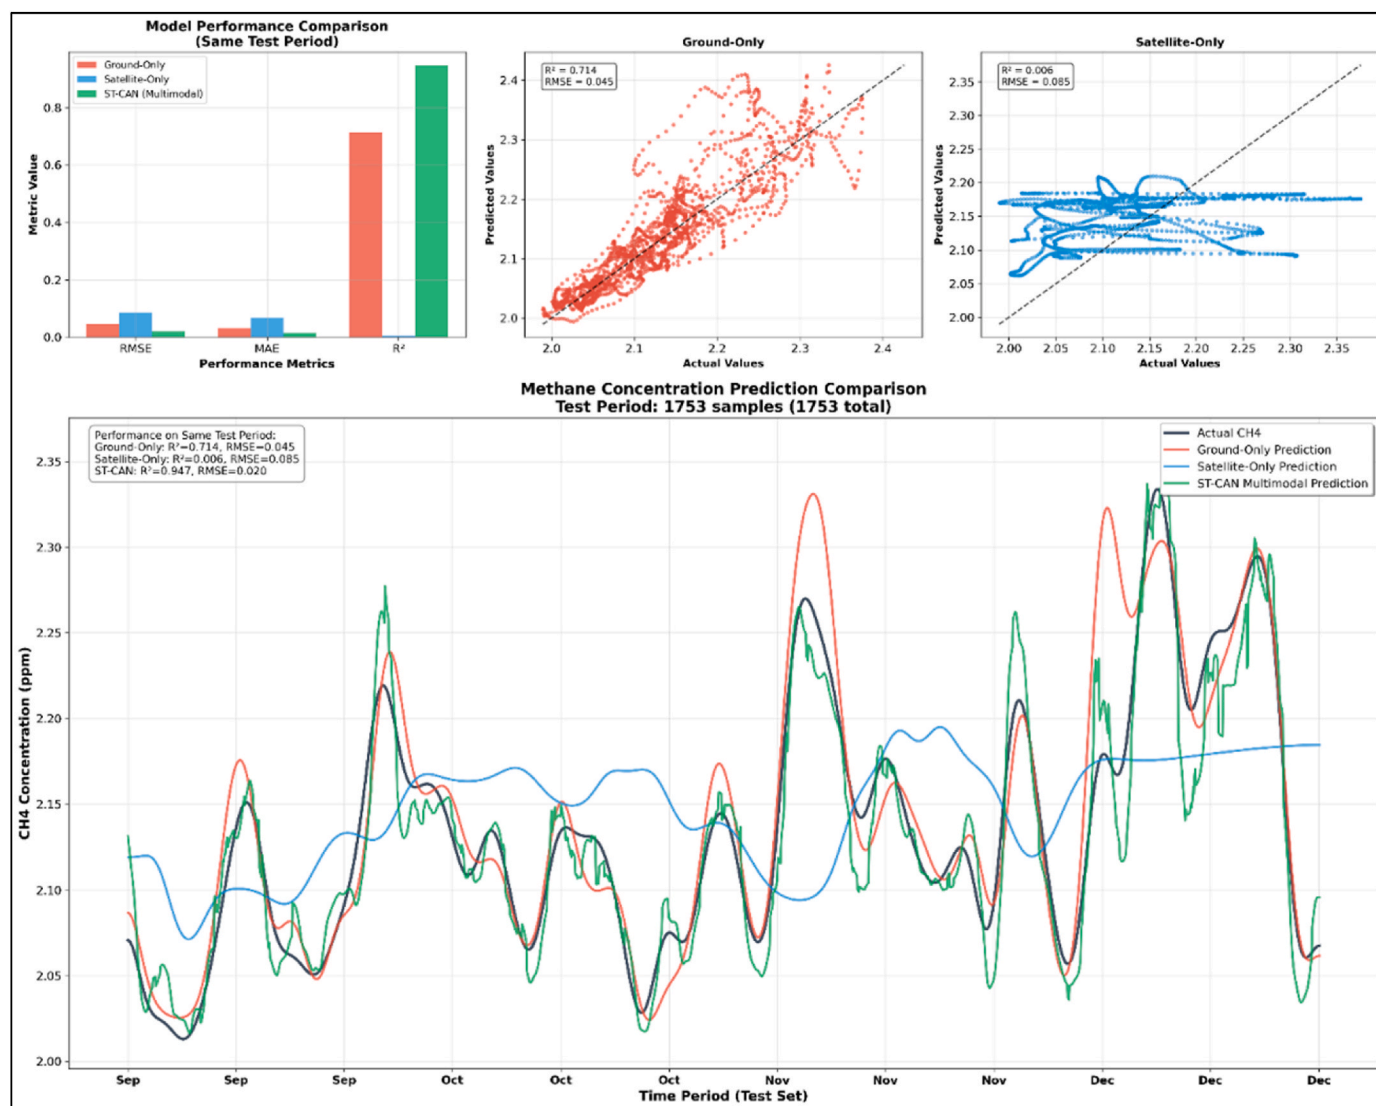 Model Performance Comparison
(Same Test Period)
Ground-Only
Satellite-Only
ST-CAN (Multimodal)
Metric Value
0.8
0.6
0.4
0.2
0.0
RMSE MAE R²
Performance Metrics
Ground-Only
R² = 0.714
RMSE = 0.045
Predicted Values
2.4
2.3
2.2
2.1
2.0
2.0 2.1 2.2 2.3 2.4
Actual Values
Satellite-Only
R² = 0.006
RMSE = 0.085
Predicted Values
2.35
2.30
2.25
2.20
2.15
2.10
2.05
2.00
2.00 2.05 2.10 2.15 2.20 2.25 2.30 2.35
Actual Values
Methane Concentration Prediction Comparison
Test Period: 1753 samples (1753 total)
Performance on Same Test Period:
Ground-Only: R²=0.714, RMSE=0.045
Satellite-Only: R²=0.006, RMSE=0.085
ST-CAN: R²=0.947, RMSE=0.020
Actual CH4
Ground-Only Prediction
Satellite-Only Prediction
ST-CAN Multimodal Prediction
CH4 Concentration (ppm)
2.35
2.30
2.25
2.20
2.15
2.10
2.05
2.00
Sep Sep Sep Oct Oct Oct Nov Nov Nov Dec Dec Dec
Time Period (Test Set)